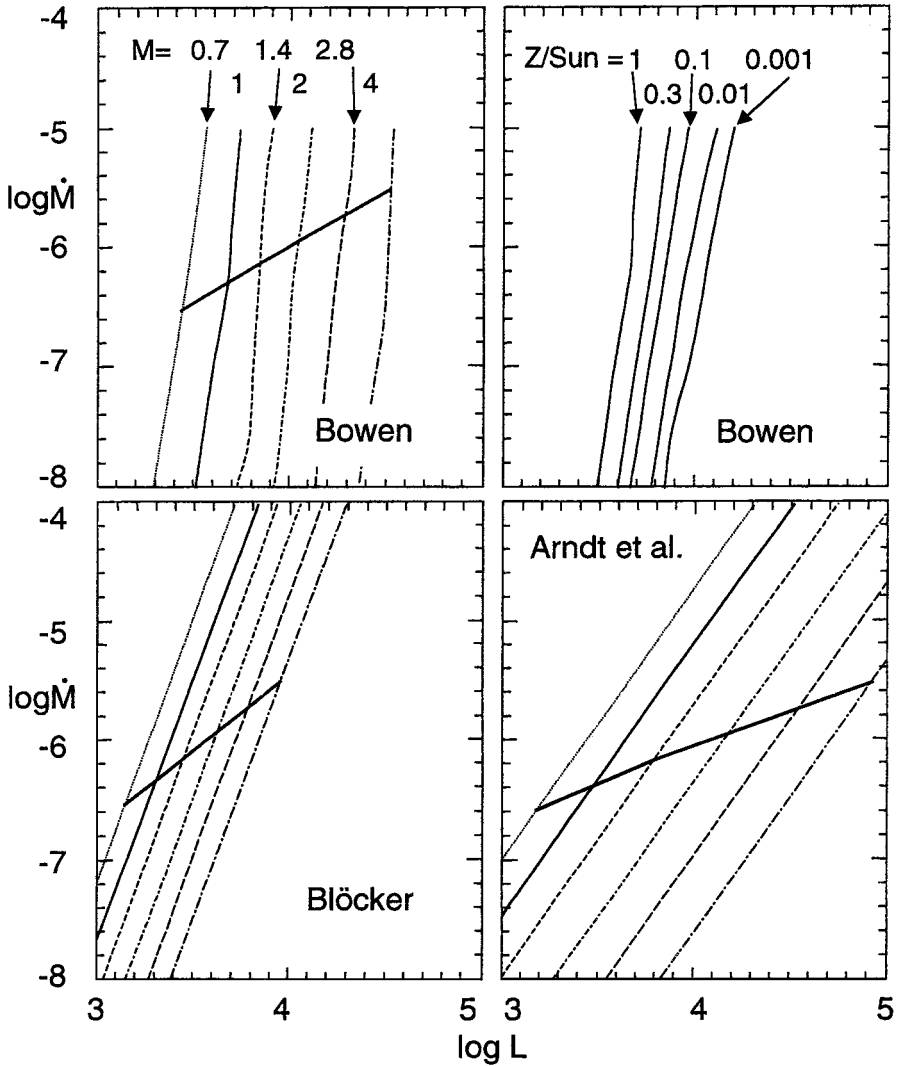 -4
-5
-6
-7
-8
logṀ
M= 0.7 1.4 2.8
1 2 4
Bowen
Z/Sun = 1 0.1 0.001
0.3 0.01
Bowen
-4
-5
-6
-7
-8
logṀ
Blöcker
Arndt et al.
3 4 5
3 4 5
log L